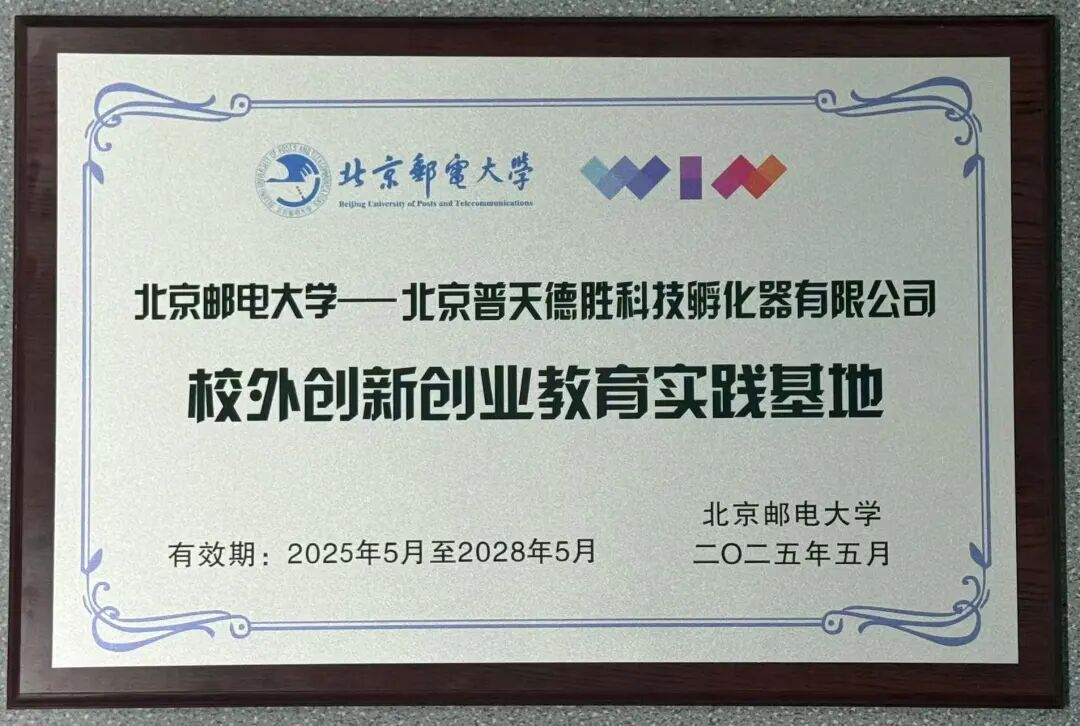 北京郵電大學
Beijing University of Posts and Telecommunications
WIN
北京邮电大学——北京普天德胜科技孵化器有限公司
校外创新创业教育实践基地
北京邮电大学
有效期：2025年5月至2028年5月
二〇二五年五月